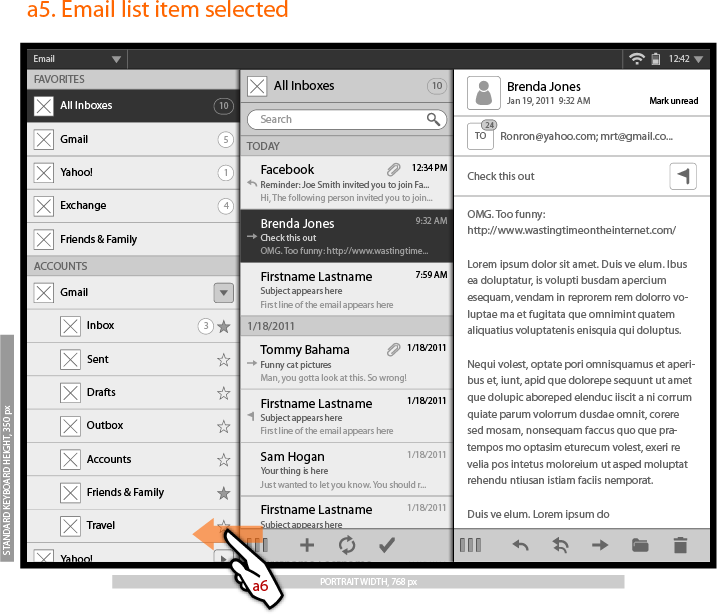 a5. Email list item selected
Email
12:42
FAVORITES
All Inboxes
10
Gmail
5
Yahoo!
1
Exchange
4
Friends & Family
ACCOUNTS
Gmail
Inbox
3
Sent
Drafts
Outbox
Accounts
Friends & Family
Travel
Yahoo!
All Inboxes
10
Search
TODAY
Facebook 12:34 PM
Reminder: Joe Smith invited you to join Fa...
Hi, The following person invited you to join...
Brenda Jones 9:32 AM
Check this out
OMG. Too funny: http://www.wastingtime...
Firstname Lastname 7:59 AM
Subject appears here
First line of the email appears here
1/18/2011
Tommy Bahama 1/18/2011
Funny cat pictures
Man, you gotta look at this. So wrong!
Firstname Lastname 1/18/2011
Subject appears here
First line of the email appears here
Sam Hogan 1/18/2011
Your thing is here
Just wanted to let you know. You should r...
Firstname Lastname 1/18/2011
Subject appears here
Brenda Jones
Jan 19, 2011 9:32 AM Mark unread
24
TO Ronron@yahoo.com; mrt@gmail.co...
Check this out
OMG. Too funny:
http://www.wastingtimeontheinternet.com/
Lorem ipsum dolor sit amet. Duis ve elum. Ibus
ea doluptatur, is volupti busdam apercium
esequam, vendam in reprorem rem dolorro vo-
luptae ma et fugitata que omnimint quatem
aliquatius voluptatenis enisquia qui doluptus.
Nequi volest, optate pori omnisquamus et aperi-
bus et, iunt, apid que dolorepe sequunt ut amet
que dolupic aboreped elenduc iiscit a ni corrum
quiate parum volorrum dusdae omnit, corere
sed mosam, nonsequam faccus quo que pra-
tempos mo optasim eturecum volest, exeri re
velia pos intetus moloreium ut asped moluptat
rehendu ntiustan istiam faciis nemporat.
Duis ve elum. Lorem ipsum do
STANDARD KEYBOARD HEIGHT, 350 px
a6
PORTRAIT WIDTH, 768 px